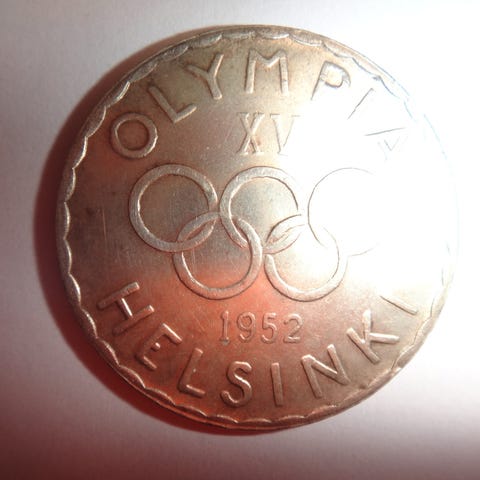 OLYMPIA
XV
1952
HELSINKI